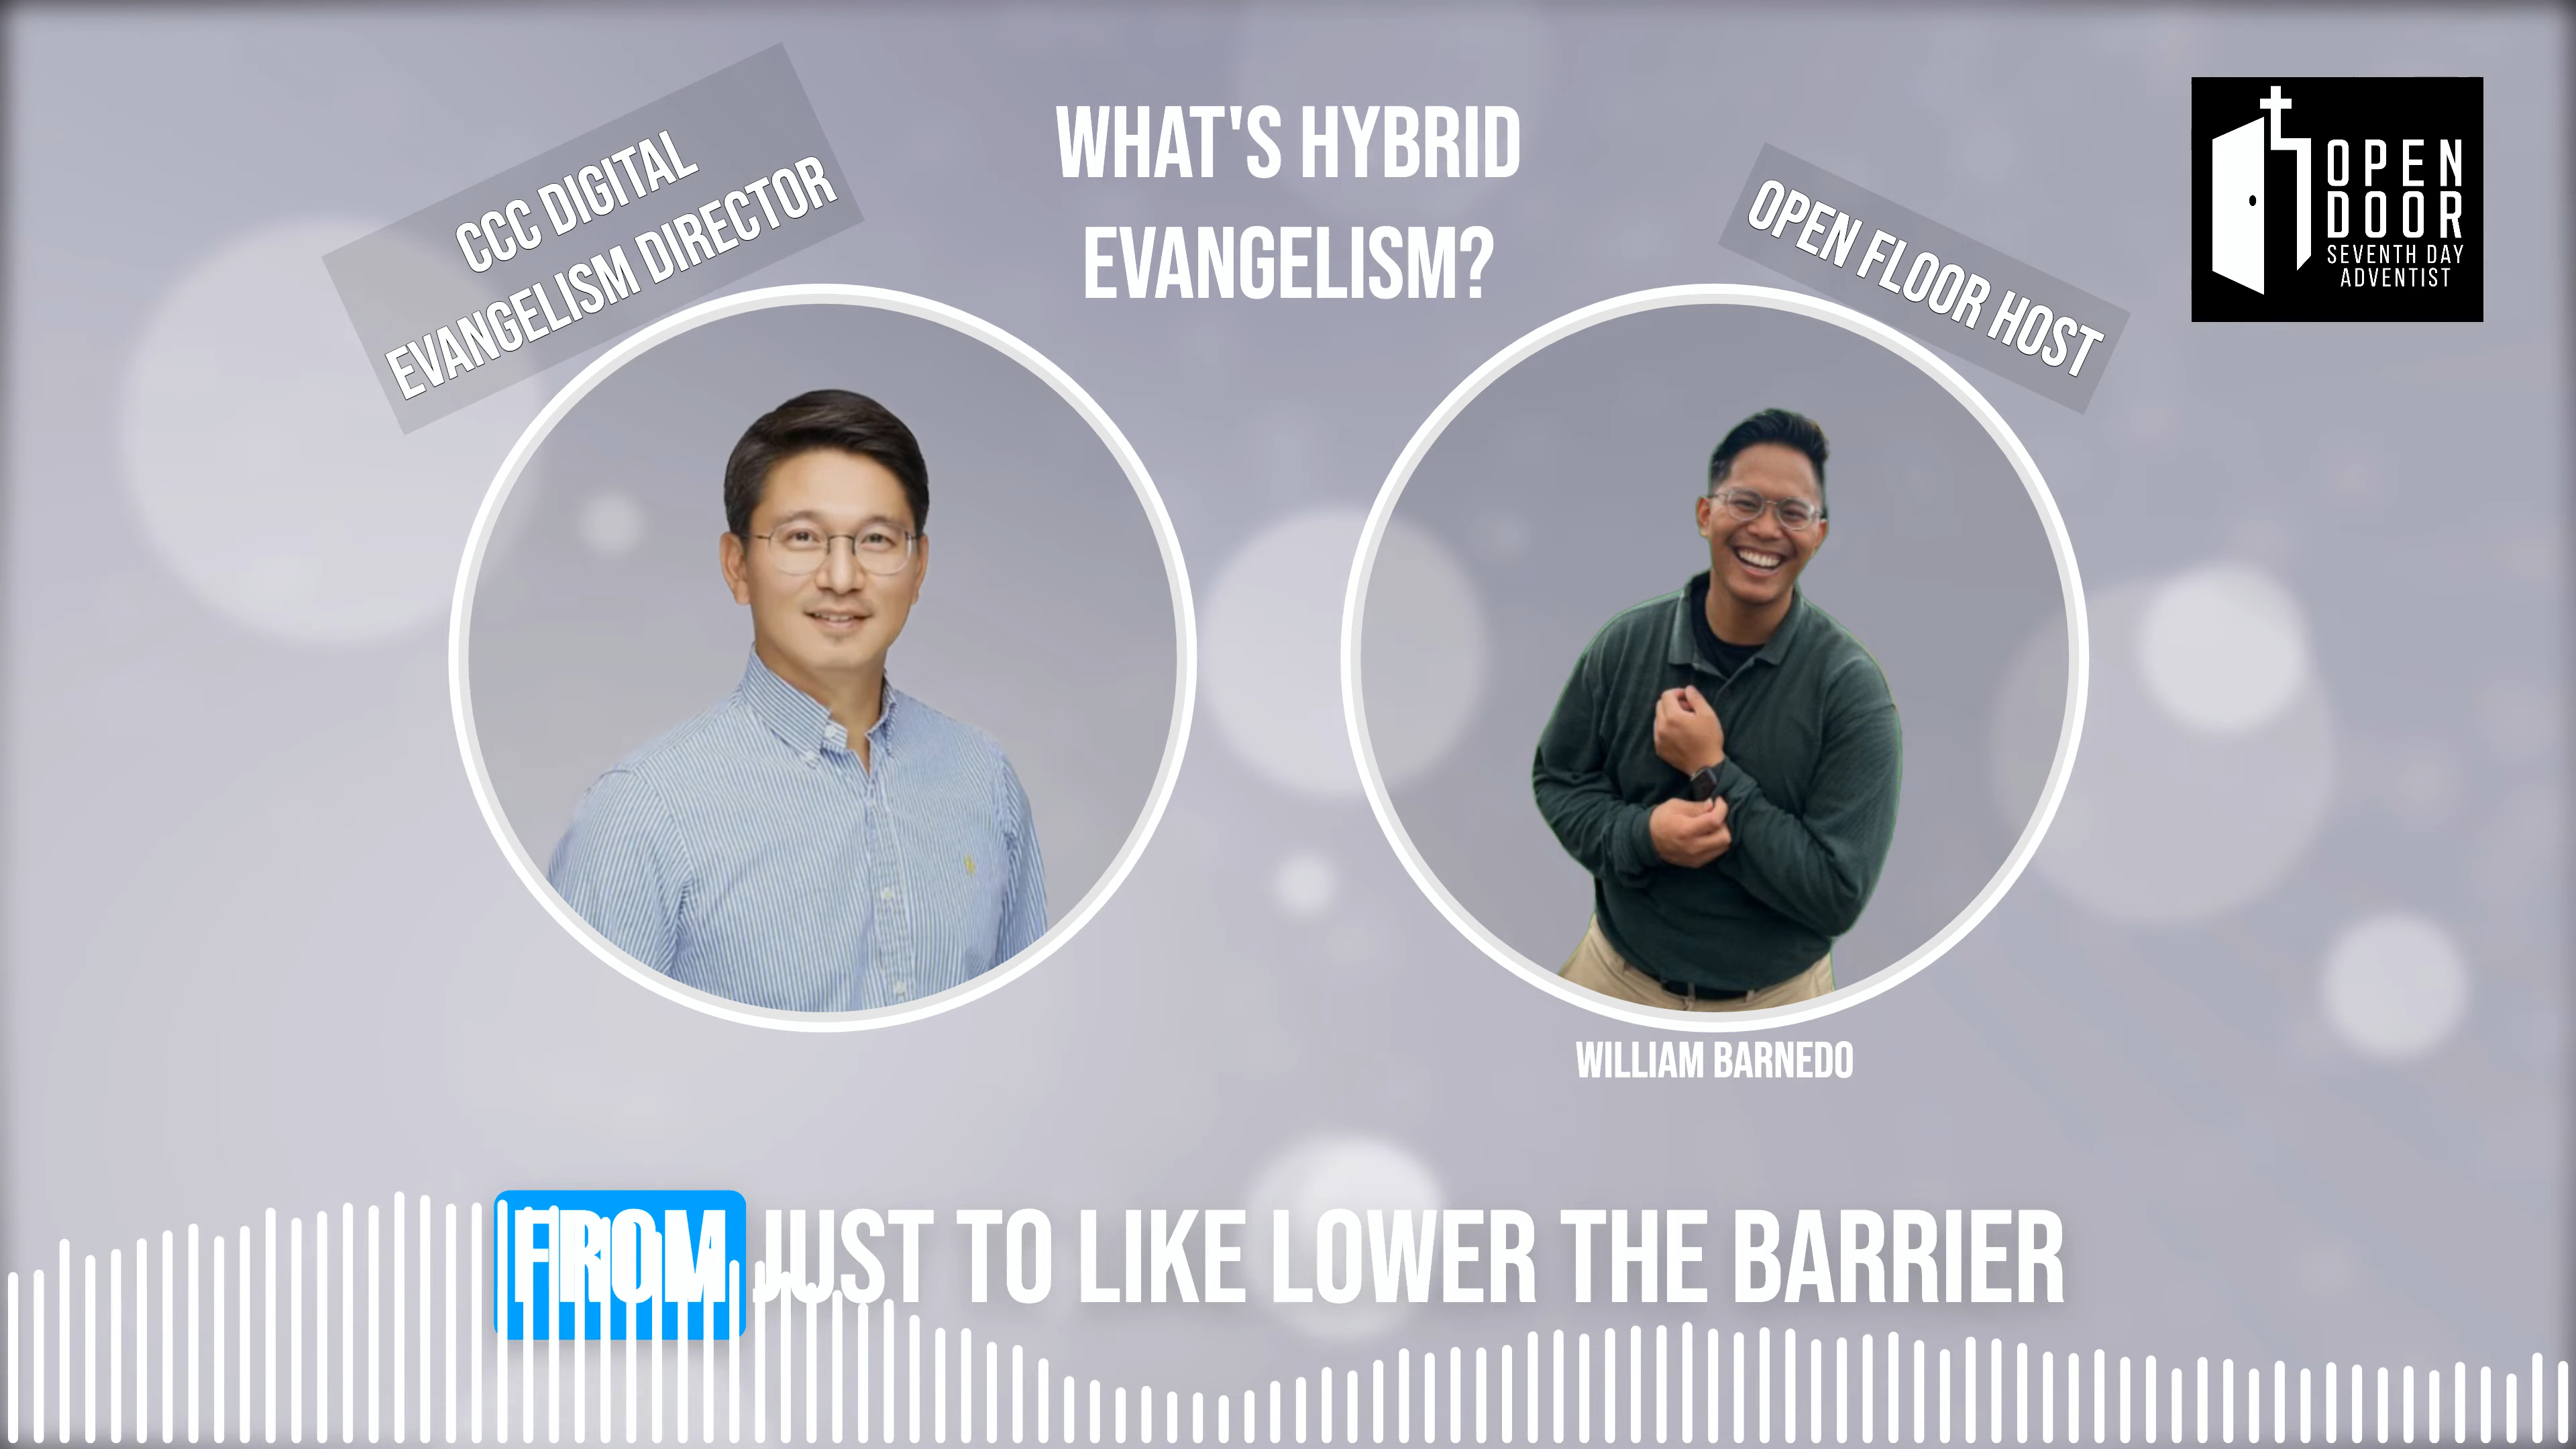 CCC DIGITAL
EVANGELISM DIRECTOR
WHAT'S HYBRID
EVANGELISM?
OPEN FLOOR HOST
OPEN
DOOR
SEVENTH DAY
ADVENTIST
WILLIAM BARNEDO
FROM JUST TO LIKE LOWER THE BARRIER